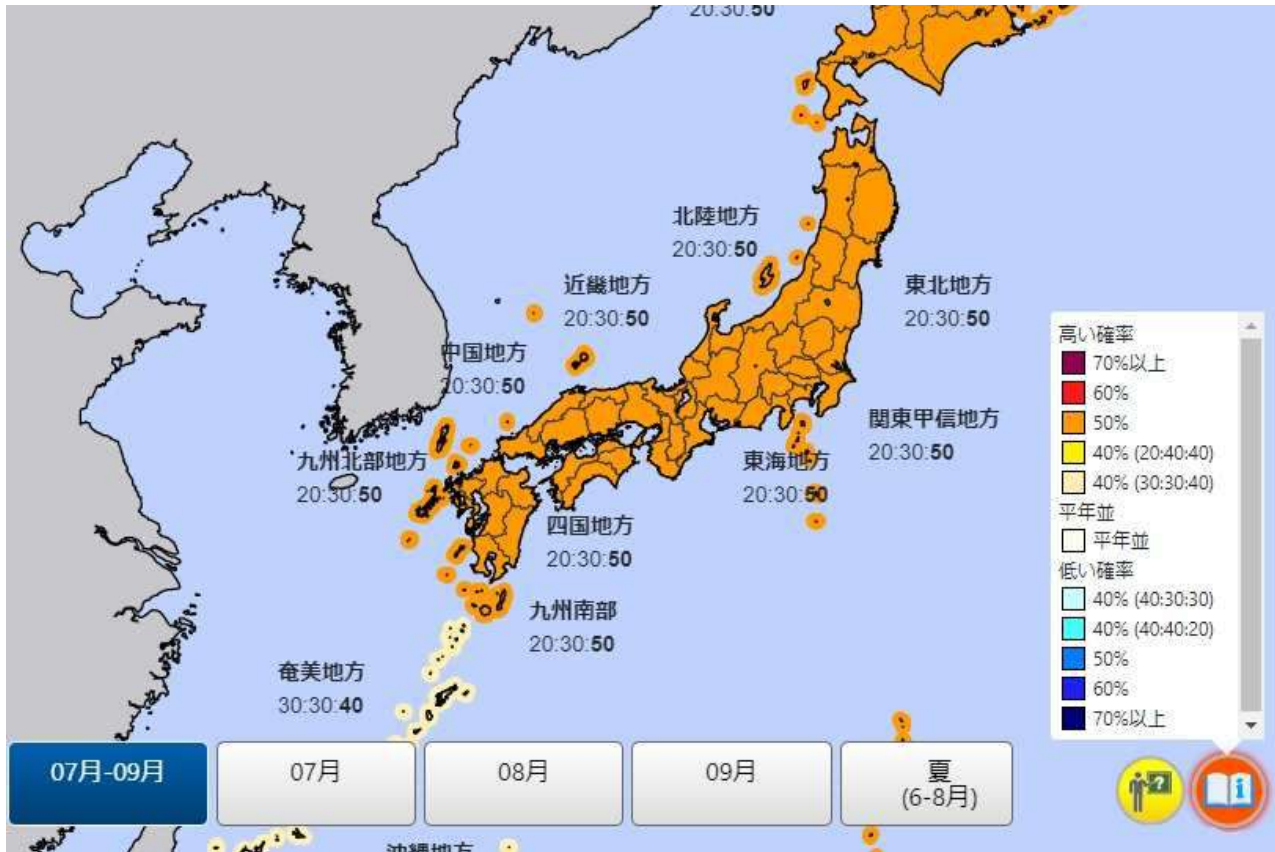 20:30:50
北陸地方
20:30:50
近畿地方
20:30:50
東北地方
20:30:50
中国地方
20:30:50
関東甲信地方
20:30:50
九州北部地方
20:30:50
東海地方
20:30:50
四国地方
20:30:50
九州南部
20:30:50
奄美地方
30:30:40
沖縄地方
高い確率
70%以上
60%
50%
40% (20:40:40)
40% (30:30:40)
平年並
平年並
低い確率
40% (40:30:30)
40% (40:40:20)
50%
60%
70%以上
07月-09月
07月
08月
09月
夏
(6-8月)
?
i